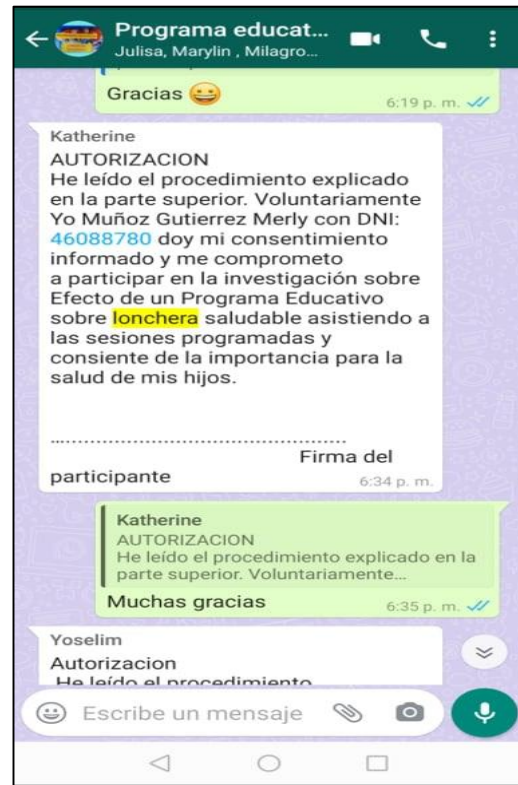 Programa educat...
Julisa, Marylin , Milagro...
Gracias
6:19 p. m.
Katherine
AUTORIZACION
He leído el procedimiento explicado
en la parte superior. Voluntariamente
Yo Muñoz Gutierrez Merly con DNI:
46088780 doy mi consentimiento
informado y me comprometo
a participar en la investigación sobre
Efecto de un Programa Educativo
sobre lonchera saludable asistiendo a
las sesiones programadas y
consiente de la importancia para la
salud de mis hijos.
................................................
Firma del
participante
6:34 p. m.
Katherine
AUTORIZACION
He leído el procedimiento explicado en la
parte superior. Voluntariamente...
Muchas gracias
6:35 p. m.
Yoselim
Autorizacion
He leído el procedimiento
Escribe un mensaje